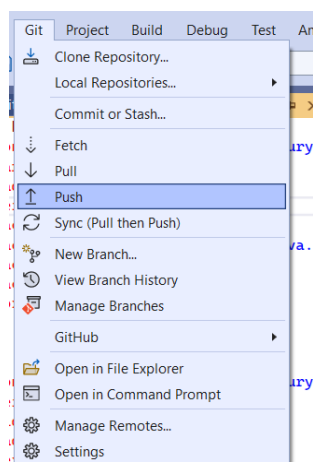 Git Project Build Debug Test
Clone Repository...
Local Repositories...
Commit or Stash...
Fetch
Pull
Push
Sync (Pull then Push)
New Branch...
View Branch History
Manage Branches
GitHub
Open in File Explorer
Open in Command Prompt
Manage Remotes...
Settings